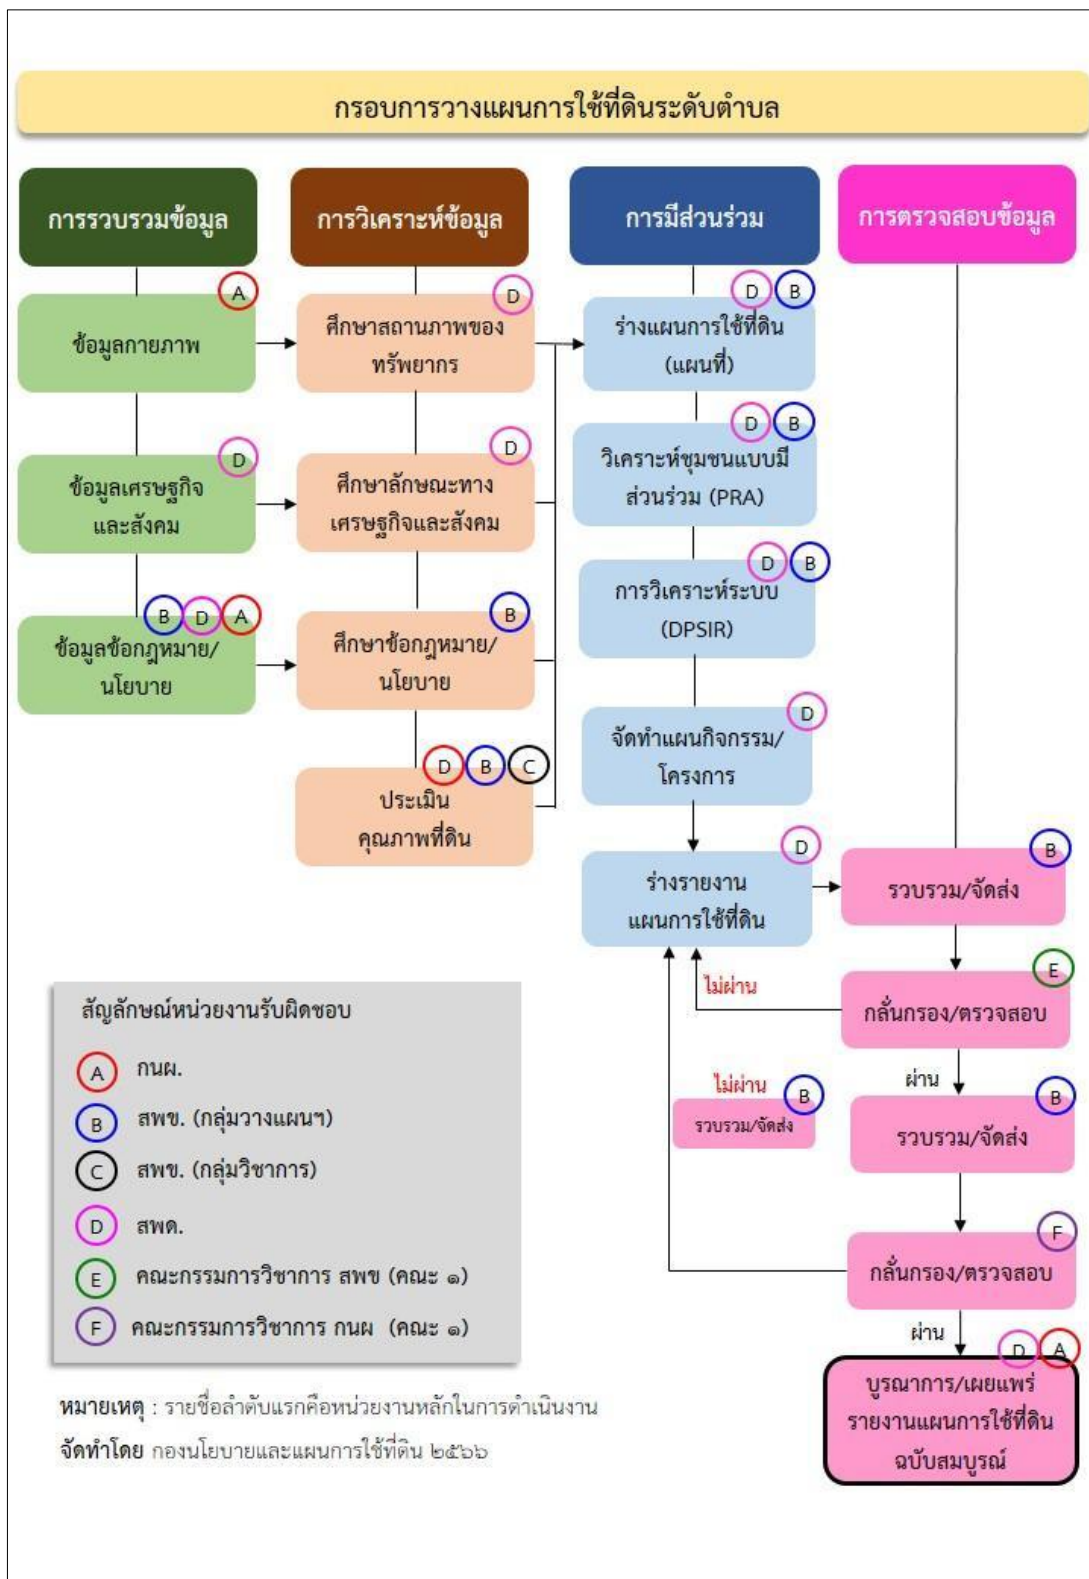 กรอบการวางแผนการใช้ที่ดินระดับตำบล
การรวบรวมข้อมูล
A
ข้อมูลกายภาพ
D
ข้อมูลเศรษฐกิจ
และสังคม
B D A
ข้อมูลข้อกฎหมาย/
นโยบาย
การวิเคราะห์ข้อมูล
D
ศึกษาสถานภาพของ
ทรัพยากร
D
ศึกษาลักษณะทาง
เศรษฐกิจและสังคม
B
ศึกษาข้อกฎหมาย/
นโยบาย
D B C
ประเมิน
คุณภาพที่ดิน
การมีส่วนร่วม
D B
ร่างแผนการใช้ที่ดิน
(แผนที่)
D B
วิเคราะห์ชุมชนแบบมี
ส่วนร่วม (PRA)
D B
การวิเคราะห์ระบบ
(DPSIR)
D
จัดทำแผนกิจกรรม/
โครงการ
D
ร่างรายงาน
แผนการใช้ที่ดิน
การตรวจสอบข้อมูล
B
รวบรวม/จัดส่ง
E
ไม่ผ่าน
กลั่นกรอง/ตรวจสอบ
ผ่าน
ไม่ผ่าน
B
รวบรวม/จัดส่ง
B
รวบรวม/จัดส่ง
F
กลั่นกรอง/ตรวจสอบ
ผ่าน
D A
บูรณาการ/เผยแพร่
รายงานแผนการใช้ที่ดิน
ฉบับสมบูรณ์
สัญลักษณ์หน่วยงานรับผิดชอบ
A กนผ.
B สพข. (กลุ่มวางแผนฯ)
C สพข. (กลุ่มวิชาการ)
D สพด.
E คณะกรรมการวิชาการ สพข (คณะ ๑)
F คณะกรรมการวิชาการ กนผ (คณะ ๑)
หมายเหตุ : รายชื่อลำดับแรกคือหน่วยงานหลักในการดำเนินงาน
จัดทำโดย กองนโยบายและแผนการใช้ที่ดิน ๒๕๖๖